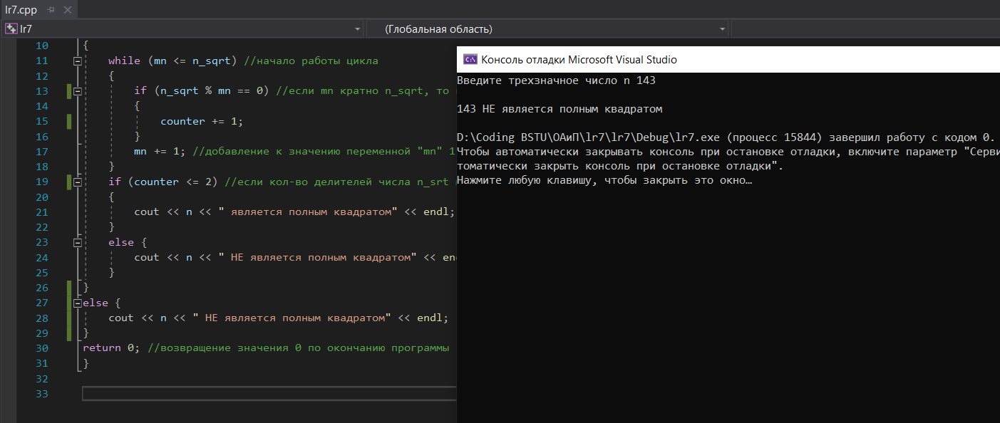 lr7.cpp
lr7 (Глобальная область)
10 {
11 while (mn <= n_sqrt) //начало работы цикла
12 {
13 if (n_sqrt % mn == 0) //если mn кратно n_sqrt, то
14 {
15 counter += 1;
16 }
17 mn += 1; //добавление к значению переменной "mn" 1
18 }
19 if (counter <= 2) //если кол-во делителей числа n_srt
20 {
21 cout << n << " является полным квадратом" << endl;
22 }
23 else {
24 cout << n << " НЕ является полным квадратом" << en
25 }
26 }
27 else {
28 cout << n << " НЕ является полным квадратом" << endl;
29 }
30 return 0; //возвращение значения 0 по окончанию программы
31 }
32
33
C:\ Консоль отладки Microsoft Visual Studio
Введите трехзначное число n 143
143 НЕ является полным квадратом
D:\Coding BSTU\ОАиП\lr7\lr7\Debug\lr7.exe (процесс 15844) завершил работу с кодом 0.
Чтобы автоматически закрывать консоль при остановке отладки, включите параметр "Серви
томатически закрыть консоль при остановке отладки".
Нажмите любую клавишу, чтобы закрыть это окно…